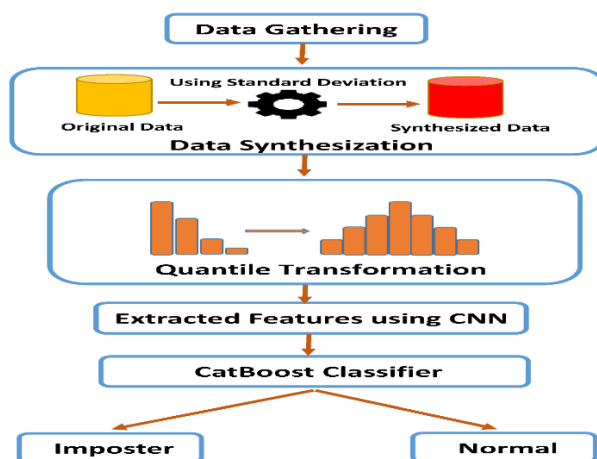 Data Gathering
Using Standard Deviation
Original Data
Synthesized Data
Data Synthesization
Quantile Transformation
Extracted Features using CNN
CatBoost Classifier
Imposter
Normal